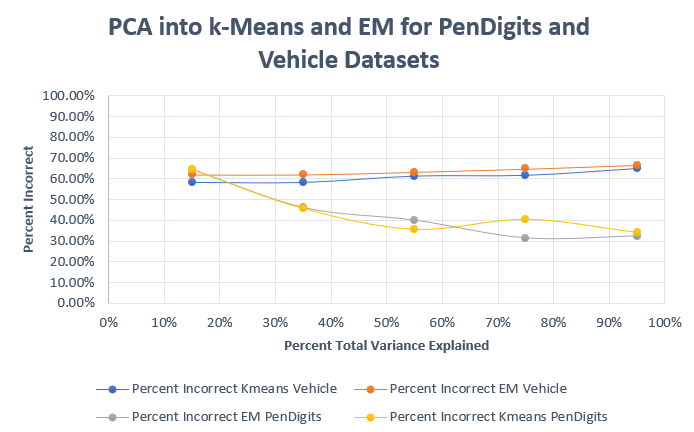 PCA into k-Means and EM for PenDigits and
Vehicle Datasets
100.00%
90.00%
80.00%
70.00%
60.00%
50.00%
40.00%
30.00%
20.00%
10.00%
0.00%
Percent Incorrect
0% 10% 20% 30% 40% 50% 60% 70% 80% 90% 100%
Percent Total Variance Explained
Percent Incorrect Kmeans Vehicle Percent Incorrect EM Vehicle
Percent Incorrect EM PenDigits Percent Incorrect Kmeans PenDigits